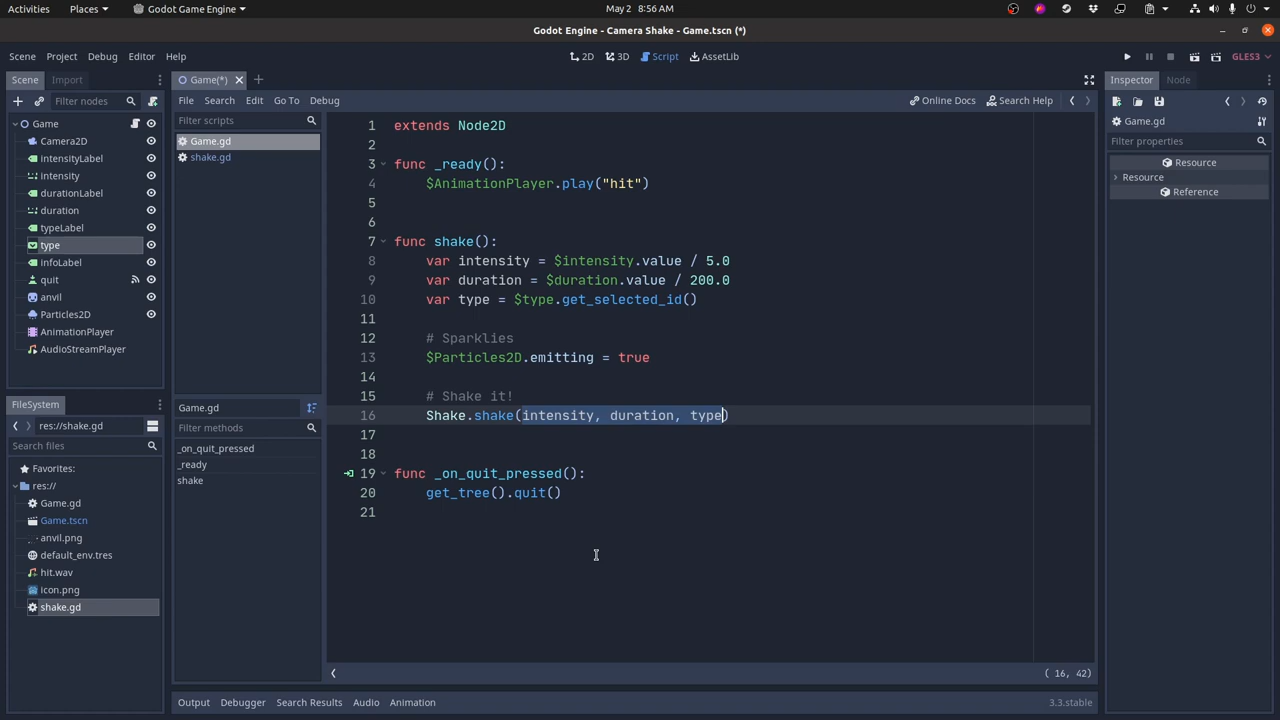 Activities Places Godot Game Engine May 2 8:56 AM
Godot Engine - Camera Shake - Game.tscn (*)
Scene Project Debug Editor Help 2D 3D Script AssetLib GLES3
Scene Import Game(*) Inspector Node
Filter nodes File Search Edit Go To Debug Online Docs Search Help
Game Filter scripts Game.gd
Camera2D Game.gd Filter properties
intensityLabel shake.gd Resource
intensity Resource
durationLabel Reference
duration
typeLabel
type
infoLabel
quit
anvil
Particles2D
AnimationPlayer
AudioStreamPlayer
1 extends Node2D
2
3 func _ready():
4 $AnimationPlayer.play("hit")
5
6
7 func shake():
8 var intensity = $intensity.value / 5.0
9 var duration = $duration.value / 200.0
10 var type = $type.get_selected_id()
11
12 # Sparklies
13 $Particles2D.emitting = true
14
15 # Shake it!
16 Shake.shake(intensity, duration, type)
17
18
19 func _on_quit_pressed():
20 get_tree().quit()
21
FileSystem
res://shake.gd
Search files
Favorites:
res://
Game.gd
Game.tscn
anvil.png
default_env.tres
hit.wav
icon.png
shake.gd
Game.gd
Filter methods
_on_quit_pressed
_ready
shake
( 16, 42)
Output Debugger Search Results Audio Animation 3.3.stable